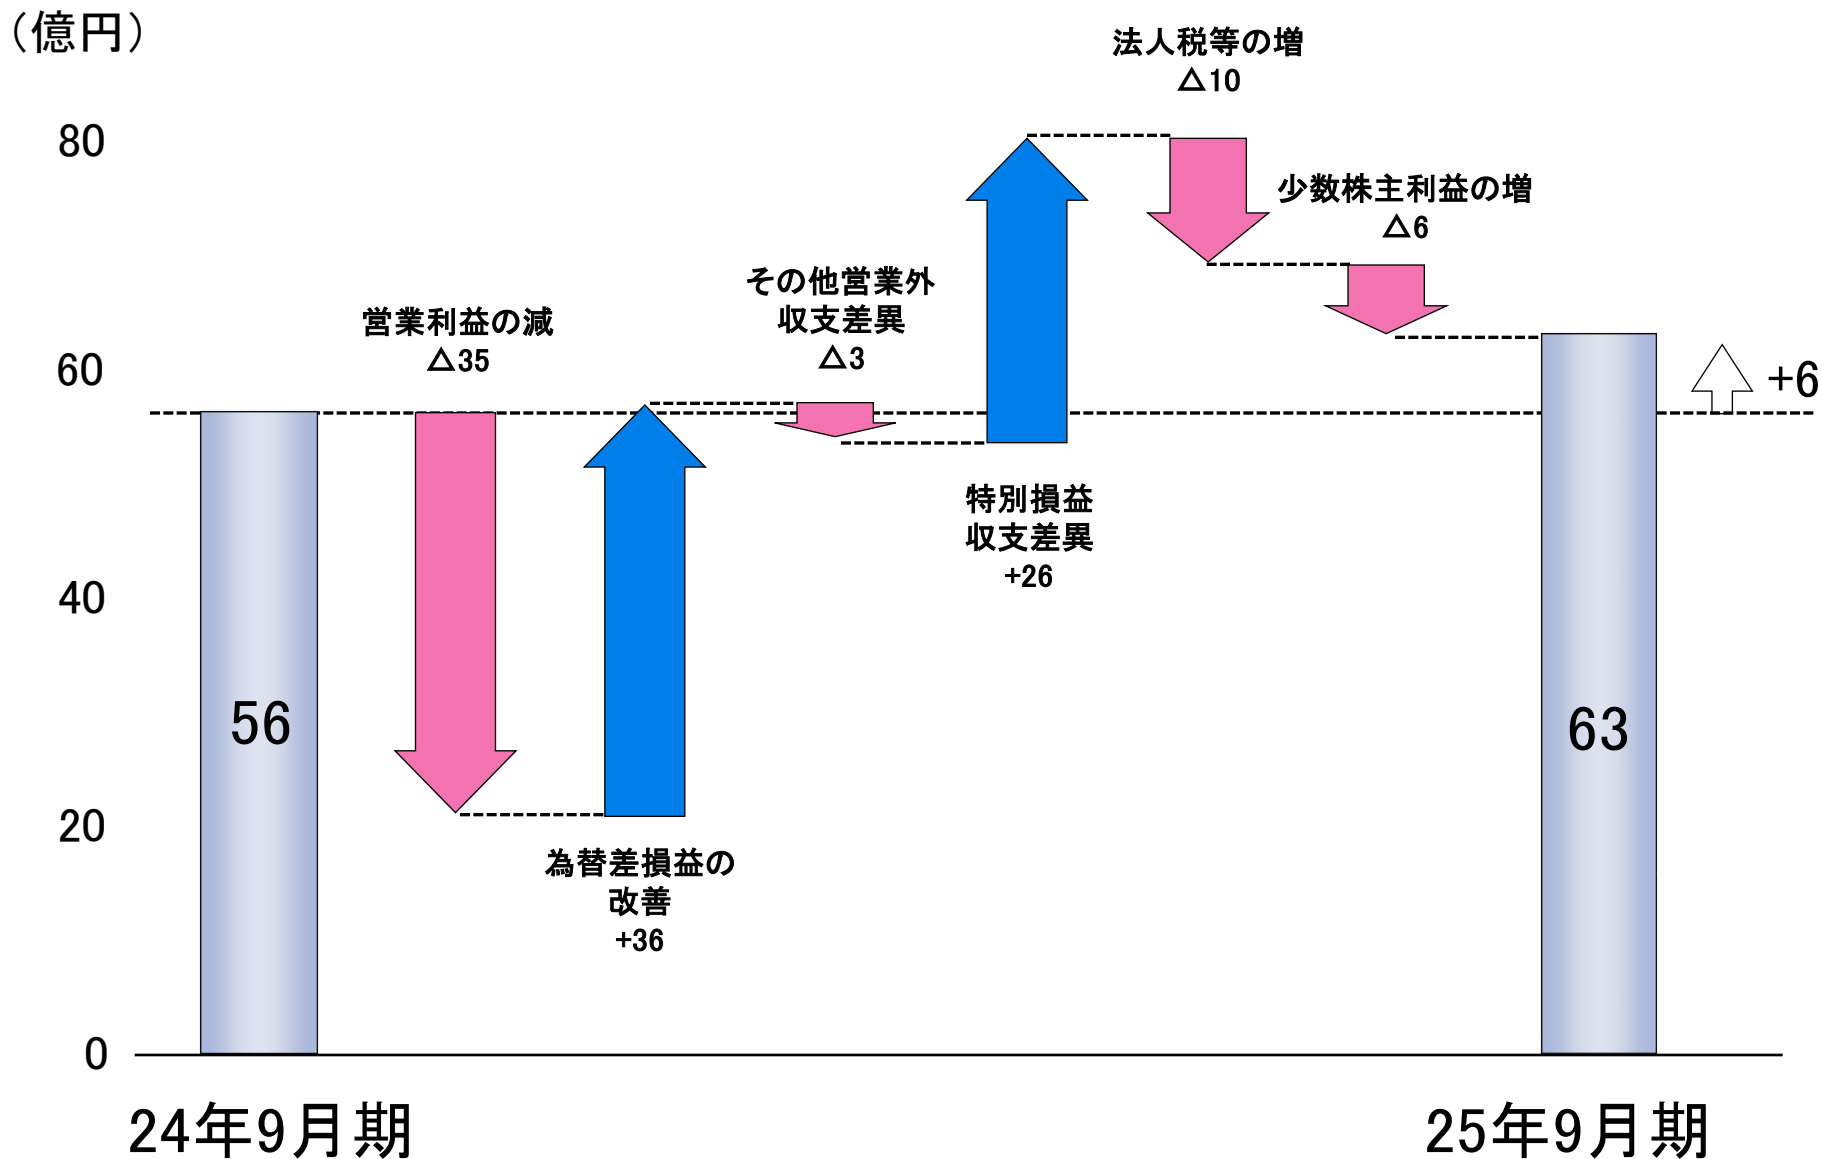 （億円）
80
60
40
20
0
56
営業利益の減
△35
為替差損益の
改善
+36
その他営業外
収支差異
△3
特別損益
収支差異
+26
法人税等の増
△10
少数株主利益の増
△6
63
+6
24年9月期
25年9月期